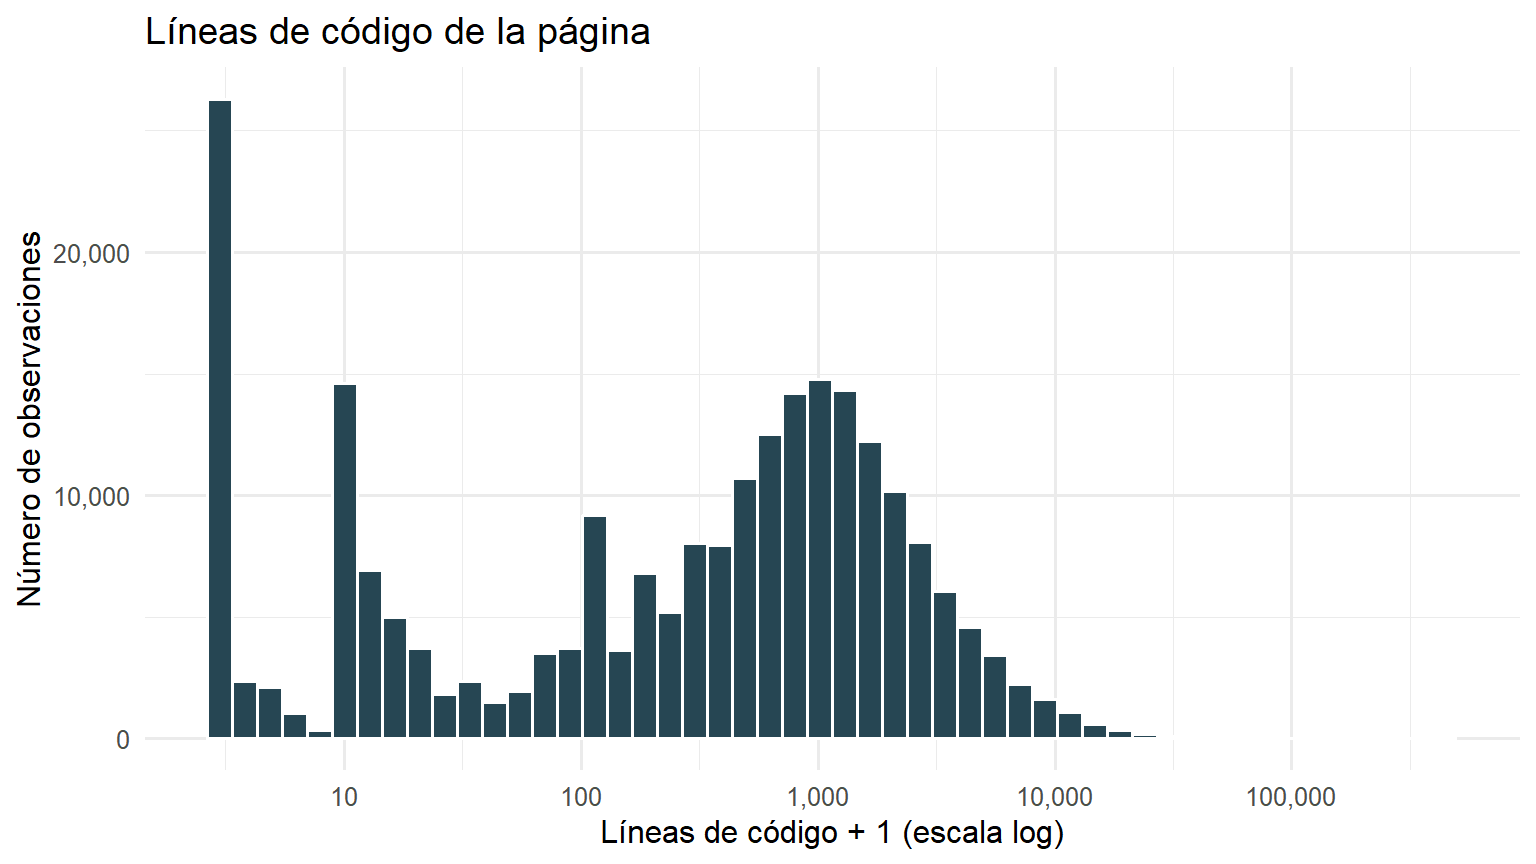 Líneas de código de la página
Número de observaciones
20,000
10,000
0
10
100
1,000
10,000
100,000
Líneas de código + 1 (escala log)